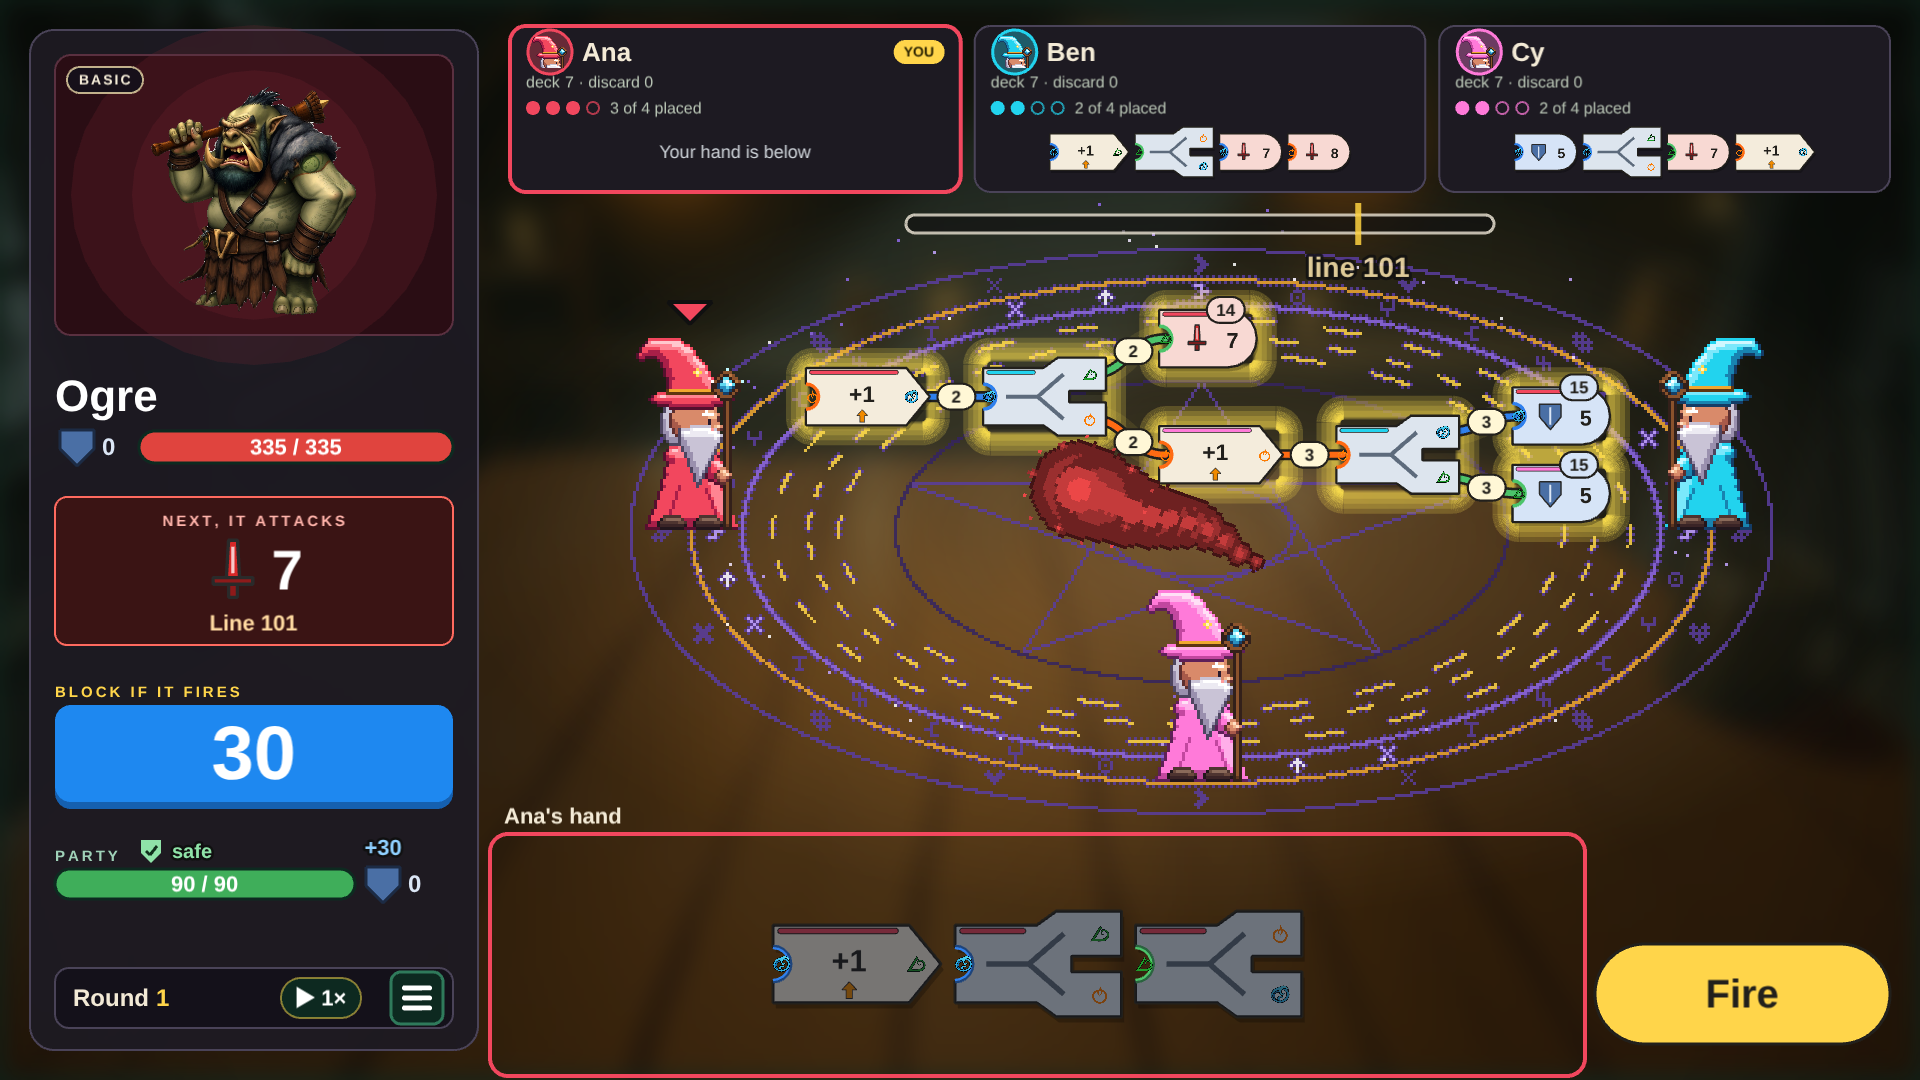 BASIC
Ogre
0
335 / 335
NEXT, IT ATTACKS
7
Line 101
BLOCK IF IT FIRES
30
PARTY
safe
+30
90 / 90
0
Round 1
1×
Ana
YOU
deck 7 · discard 0
3 of 4 placed
Your hand is below
Ben
deck 7 · discard 0
2 of 4 placed
+1
7
8
Cy
deck 7 · discard 0
2 of 4 placed
5
7
+1
line 101
14
2
7
+1
2
15
3
5
2
+1
3
15
3
5
Ana's hand
+1
Fire